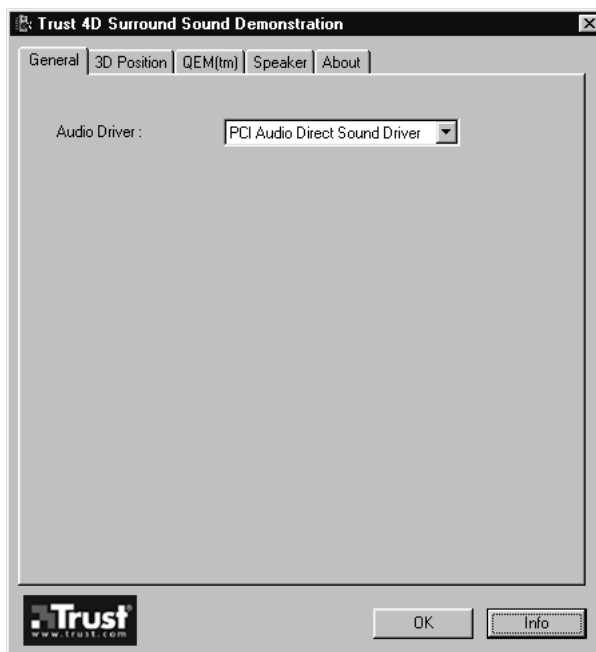 Trust 4D Surround Sound Demonstration
General 3D Position QEM(tm) Speaker About
Audio Driver : PCI Audio Direct Sound Driver
Trust
www.trust.com
OK Info